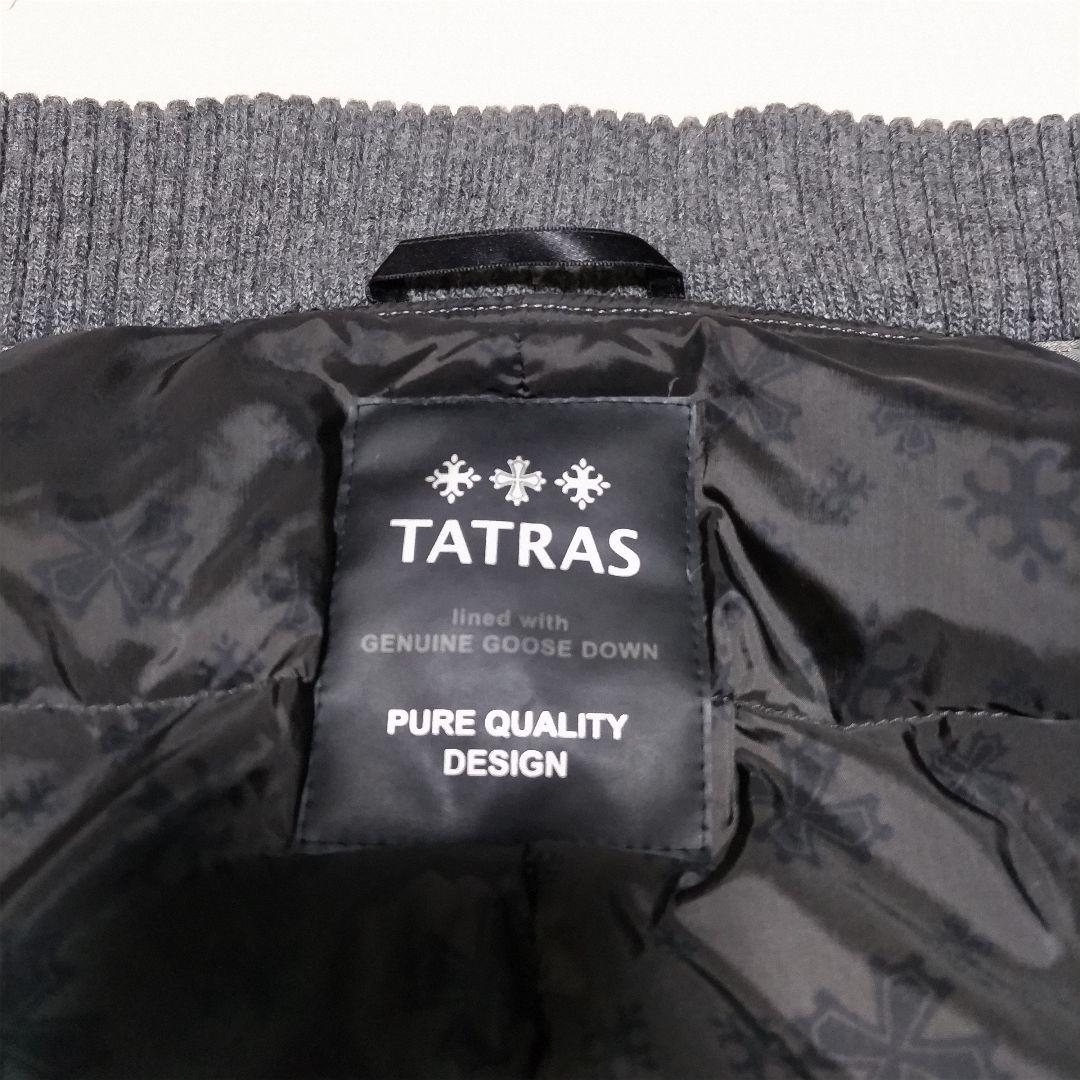 TATRAS
lined with
GENUINE GOOSE DOWN
PURE QUALITY
DESIGN